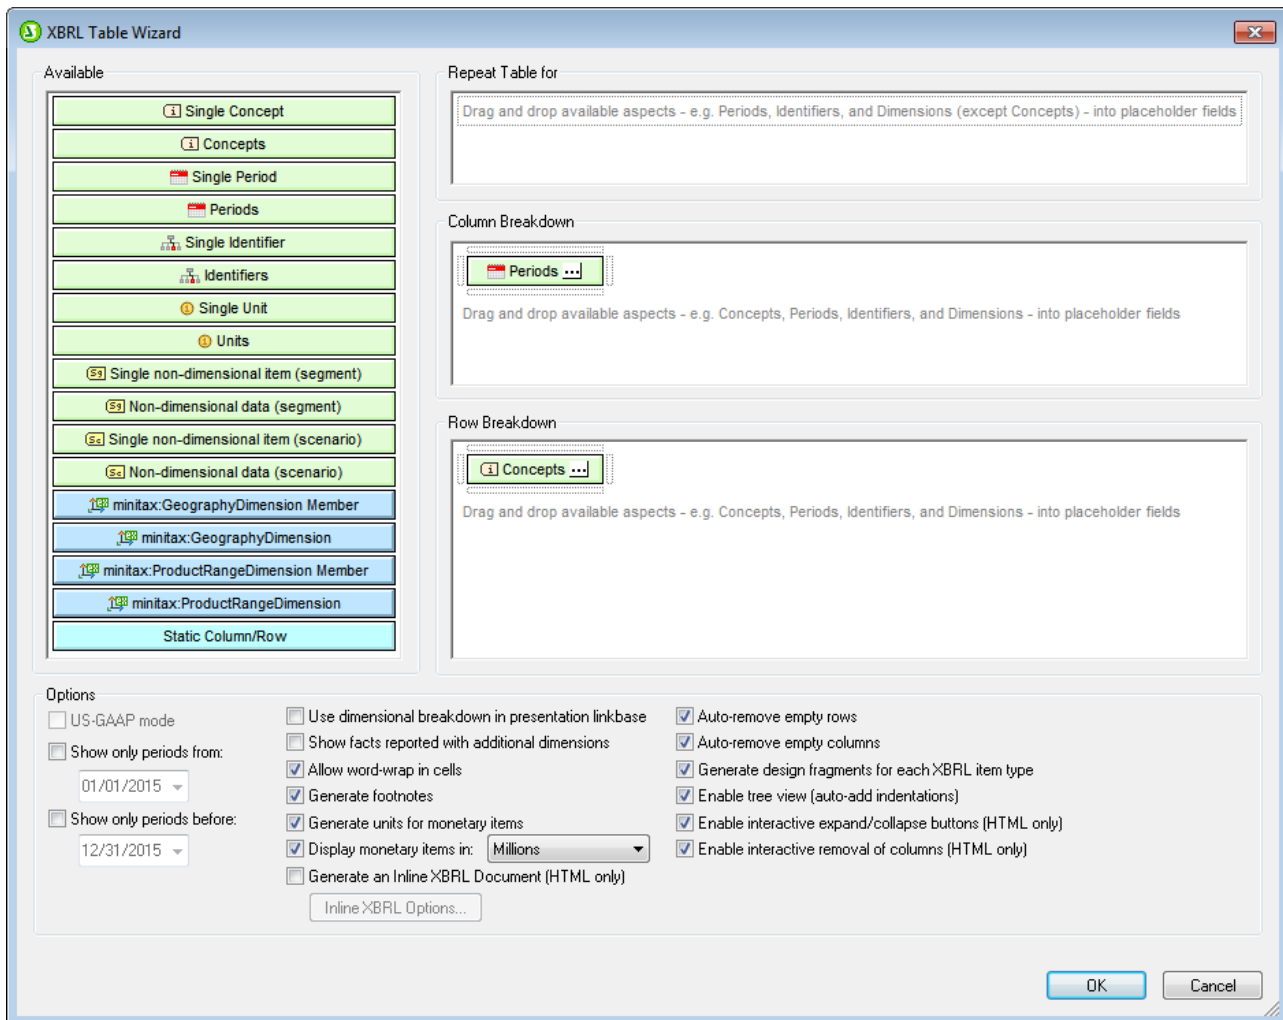 XBRL Table Wizard
Available
Single Concept
Concepts
Single Period
Periods
Single Identifier
Identifiers
Single Unit
Units
Single non-dimensional item (segment)
Non-dimensional data (segment)
Single non-dimensional item (scenario)
Non-dimensional data (scenario)
minitax:GeographyDimension Member
minitax:GeographyDimension
minitax:ProductRangeDimension Member
minitax:ProductRangeDimension
Static Column/Row
Repeat Table for
Drag and drop available aspects - e.g. Periods, Identifiers, and Dimensions (except Concepts) - into placeholder fields
Column Breakdown
Periods ...
Drag and drop available aspects - e.g. Concepts, Periods, Identifiers, and Dimensions - into placeholder fields
Row Breakdown
Concepts ...
Drag and drop available aspects - e.g. Concepts, Periods, Identifiers, and Dimensions - into placeholder fields
Options
US-GAAP mode
Show only periods from:
01/01/2015
Show only periods before:
12/31/2015
Use dimensional breakdown in presentation linkbase
Show facts reported with additional dimensions
Allow word-wrap in cells
Generate footnotes
Generate units for monetary items
Display monetary items in: Millions
Generate an Inline XBRL Document (HTML only)
Inline XBRL Options...
Auto-remove empty rows
Auto-remove empty columns
Generate design fragments for each XBRL item type
Enable tree view (auto-add indentations)
Enable interactive expand/collapse buttons (HTML only)
Enable interactive removal of columns (HTML only)
OK
Cancel